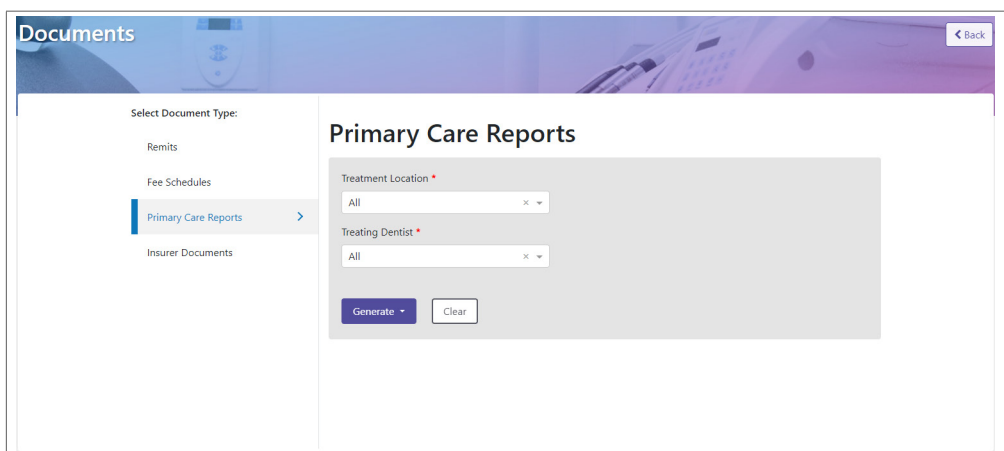 Documents
Back
Select Document Type:
Remits
Fee Schedules
Primary Care Reports
Insurer Documents
Primary Care Reports
Treatment Location *
All
Treating Dentist *
All
Generate
Clear